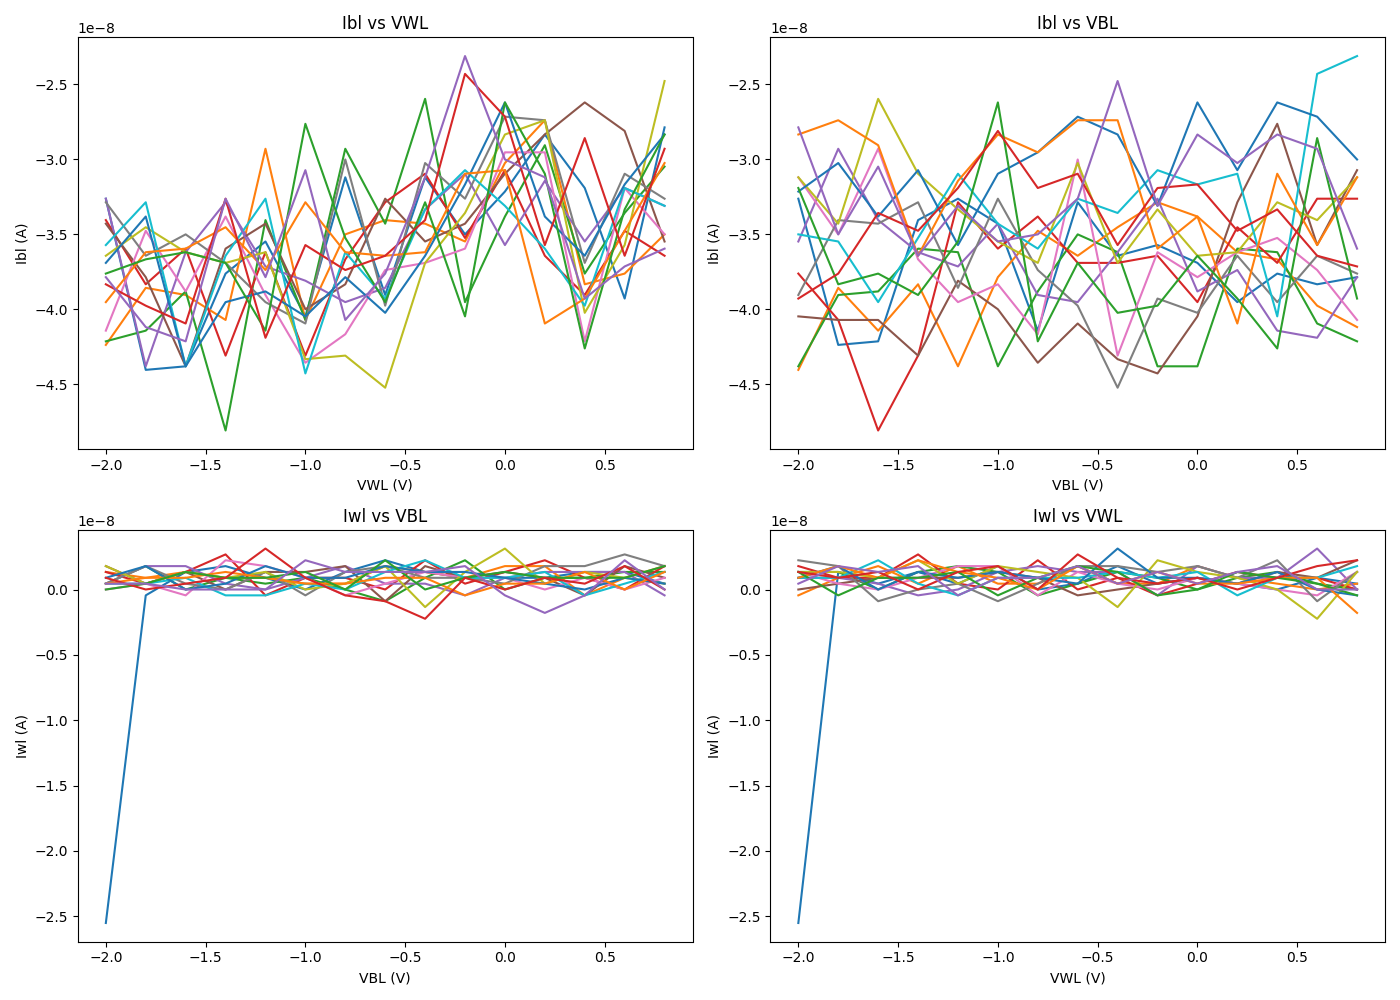 Ibl vs VWL
1e−8
Ibl (A)
−2.5
−3.0
−3.5
−4.0
−4.5
−2.0 −1.5 −1.0 −0.5 0.0 0.5
VWL (V)
Ibl vs VBL
1e−8
Ibl (A)
−2.5
−3.0
−3.5
−4.0
−4.5
−2.0 −1.5 −1.0 −0.5 0.0 0.5
VBL (V)
Iwl vs VBL
1e−8
Iwl (A)
0.0
−0.5
−1.0
−1.5
−2.0
−2.5
−2.0 −1.5 −1.0 −0.5 0.0 0.5
VBL (V)
Iwl vs VWL
1e−8
Iwl (A)
0.0
−0.5
−1.0
−1.5
−2.0
−2.5
−2.0 −1.5 −1.0 −0.5 0.0 0.5
VWL (V)